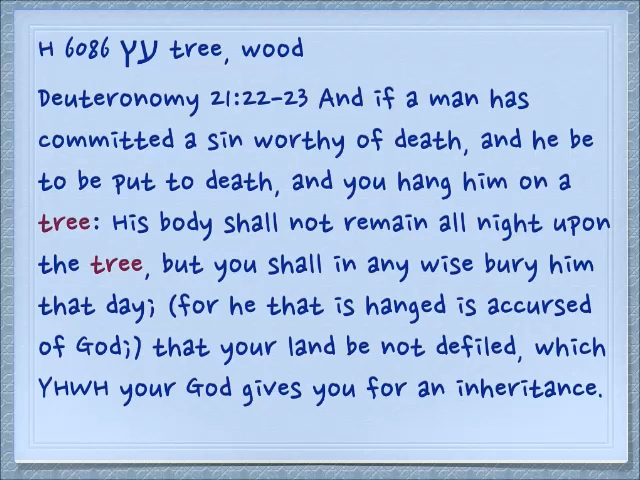 H 6086 עץ tree, wood
Deuteronomy 21:22-23 And if a man has
committed a sin worthy of death, and he be
to be put to death, and you hang him on a
tree: His body shall not remain all night upon
the tree, but you shall in any wise bury him
that day; (for he that is hanged is accursed
of God;) that your land be not defiled, which
YHWH your God gives you for an inheritance.